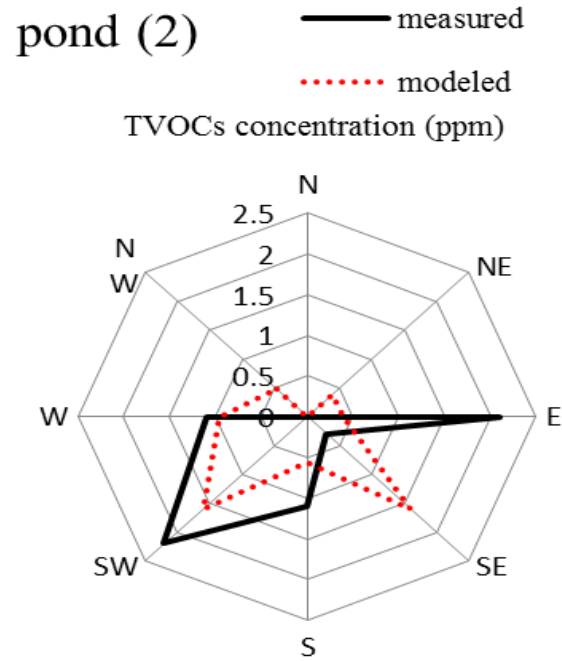 pond (2)
measured
modeled
TVOCs concentration (ppm)
N
2.5
2
1.5
1
0.5
0
NE
E
SE
S
SW
W
N
W